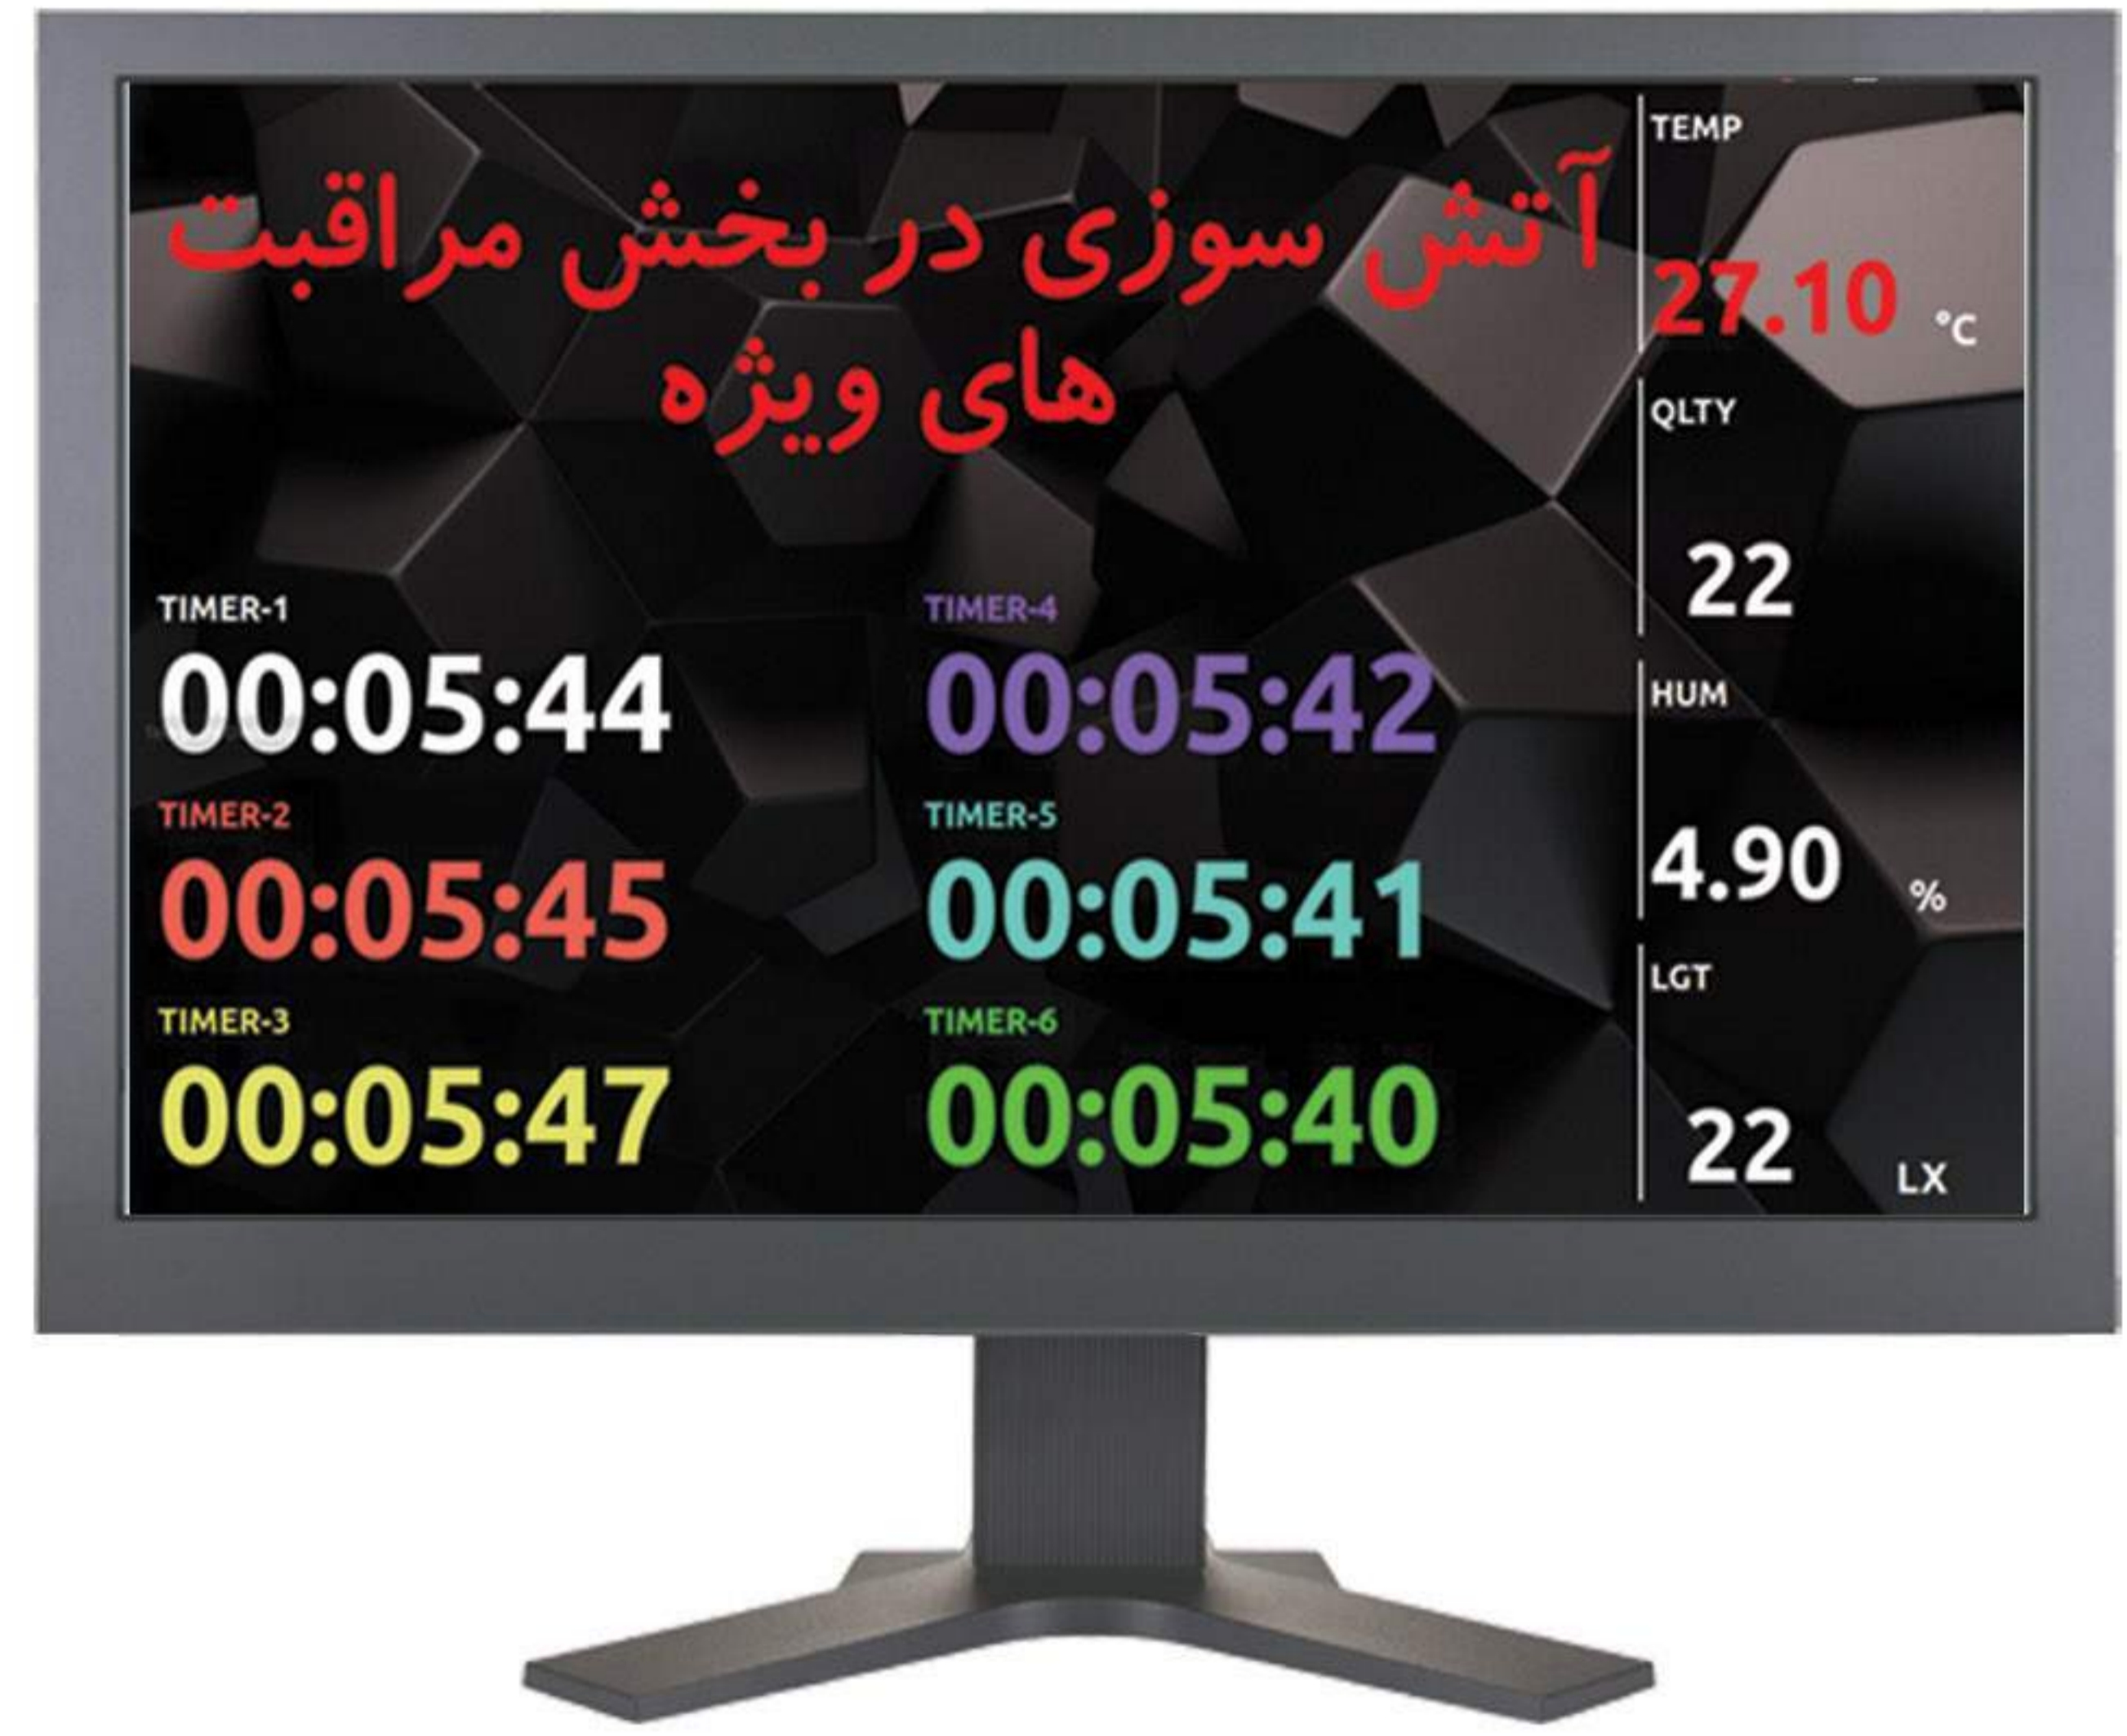 آتش سوزی در بخش مراقبت
های ویژه
TIMER-1
00:05:44
TIMER-2
00:05:45
TIMER-3
00:05:47
TIMER-4
00:05:42
TIMER-5
00:05:41
TIMER-6
00:05:40
TEMP
27.10 °C
QLTY
22
HUM
4.90 %
LGT
22 LX